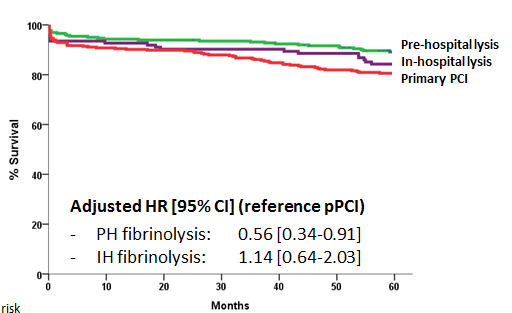 100
80
60
40
20
0
% Survival
Pre-hospital lysis
In-hospital lysis
Primary PCI
Adjusted HR [95% CI] (reference pPCI)
- PH fibrinolysis: 0.56 [0.34-0.91]
- IH fibrinolysis: 1.14 [0.64-2.03]
0 10 20 30 40 50 60
Months
risk